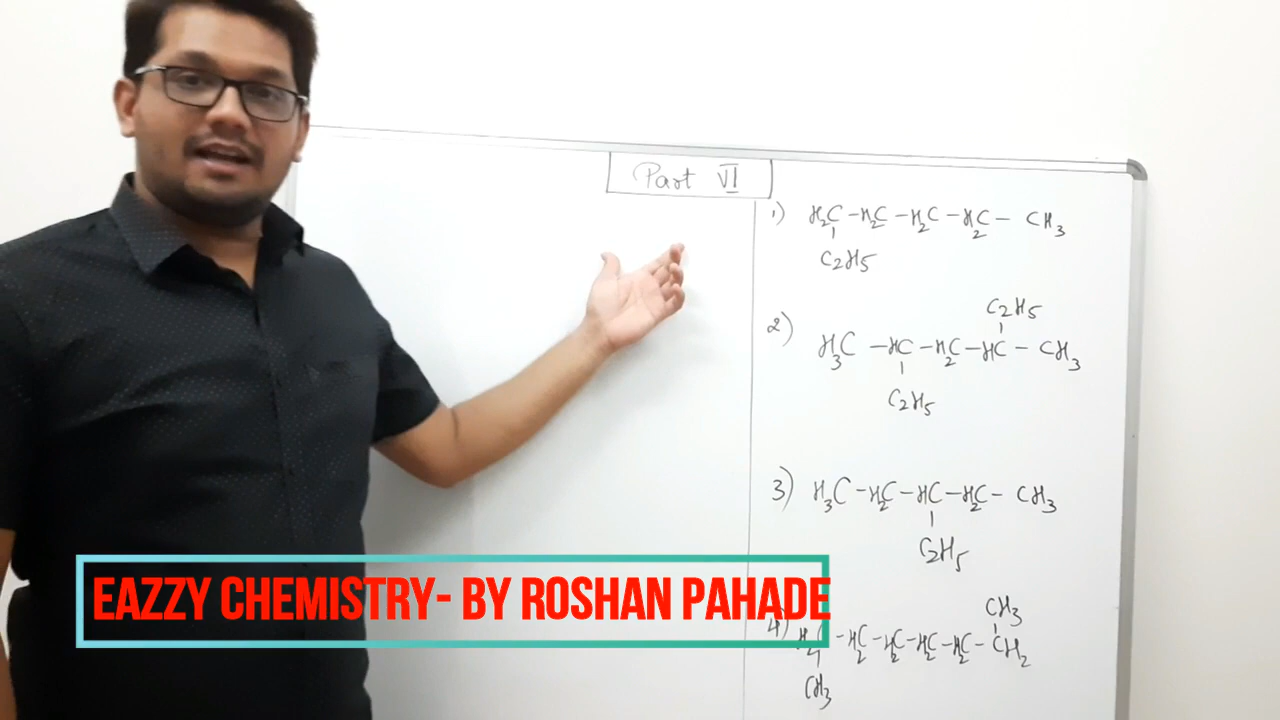 Part VI
1) H₂C - H₂C - H₂C - H₂C - CH₃
C₂H₅
C₂H₅
2) H₃C - HC - H₂C - HC - CH₃
C₂H₅
3) H₃C - H₂C - HC - H₂C - CH₃
C₂H₅
EAZZY CHEMISTRY- BY ROSHAN PAHADE
CH₃
4) - H₂C - H₂C - H₂C - H₂C - CH₂
CH₃